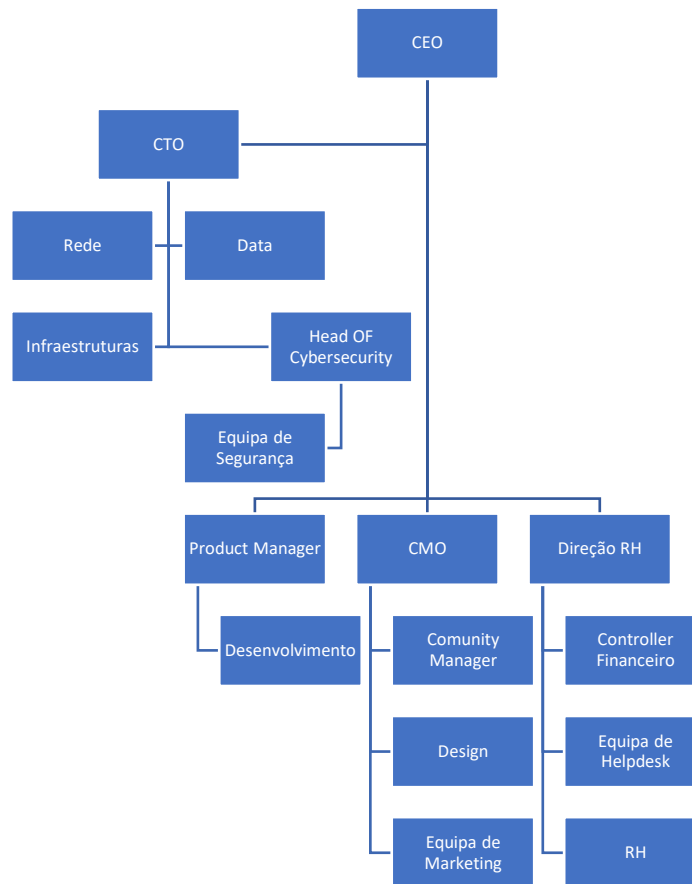 CEO
CTO
Rede
Data
Infraestruturas
Head OF
Cybersecurity
Equipa de
Segurança
Product Manager
CMO
Direção RH
Desenvolvimento
Comunity
Manager
Controller
Financeiro
Design
Equipa de
Helpdesk
Equipa de
Marketing
RH